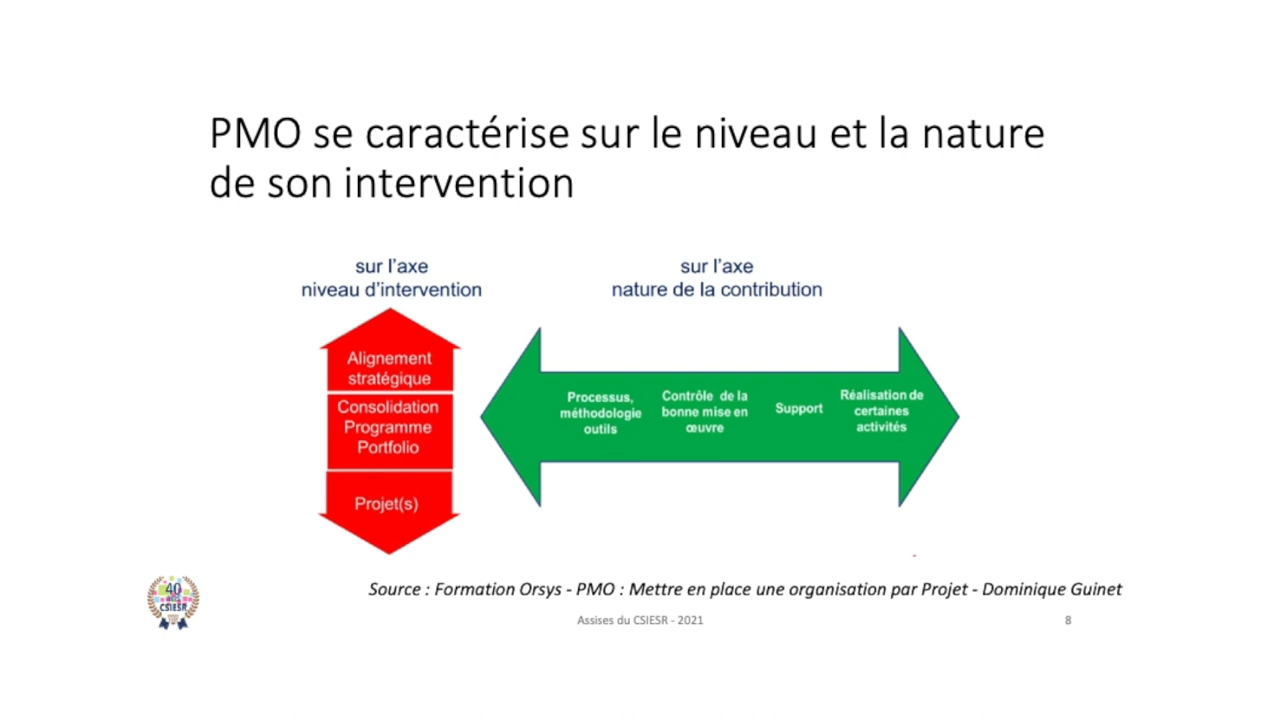 PMO se caractérise sur le niveau et la nature
de son intervention
sur l'axe
niveau d'intervention
sur l'axe
nature de la contribution
Alignement
stratégique
Consolidation
Programme
Portfolio
Projet(s)
Processus,
méthodologie
outils
Contrôle de la
bonne mise en
œuvre
Support
Réalisation de
certaines
activités
Source : Formation Orsys - PMO : Mettre en place une organisation par Projet - Dominique Guinet
40
CSIESR
Assises du CSIESR - 2021
8